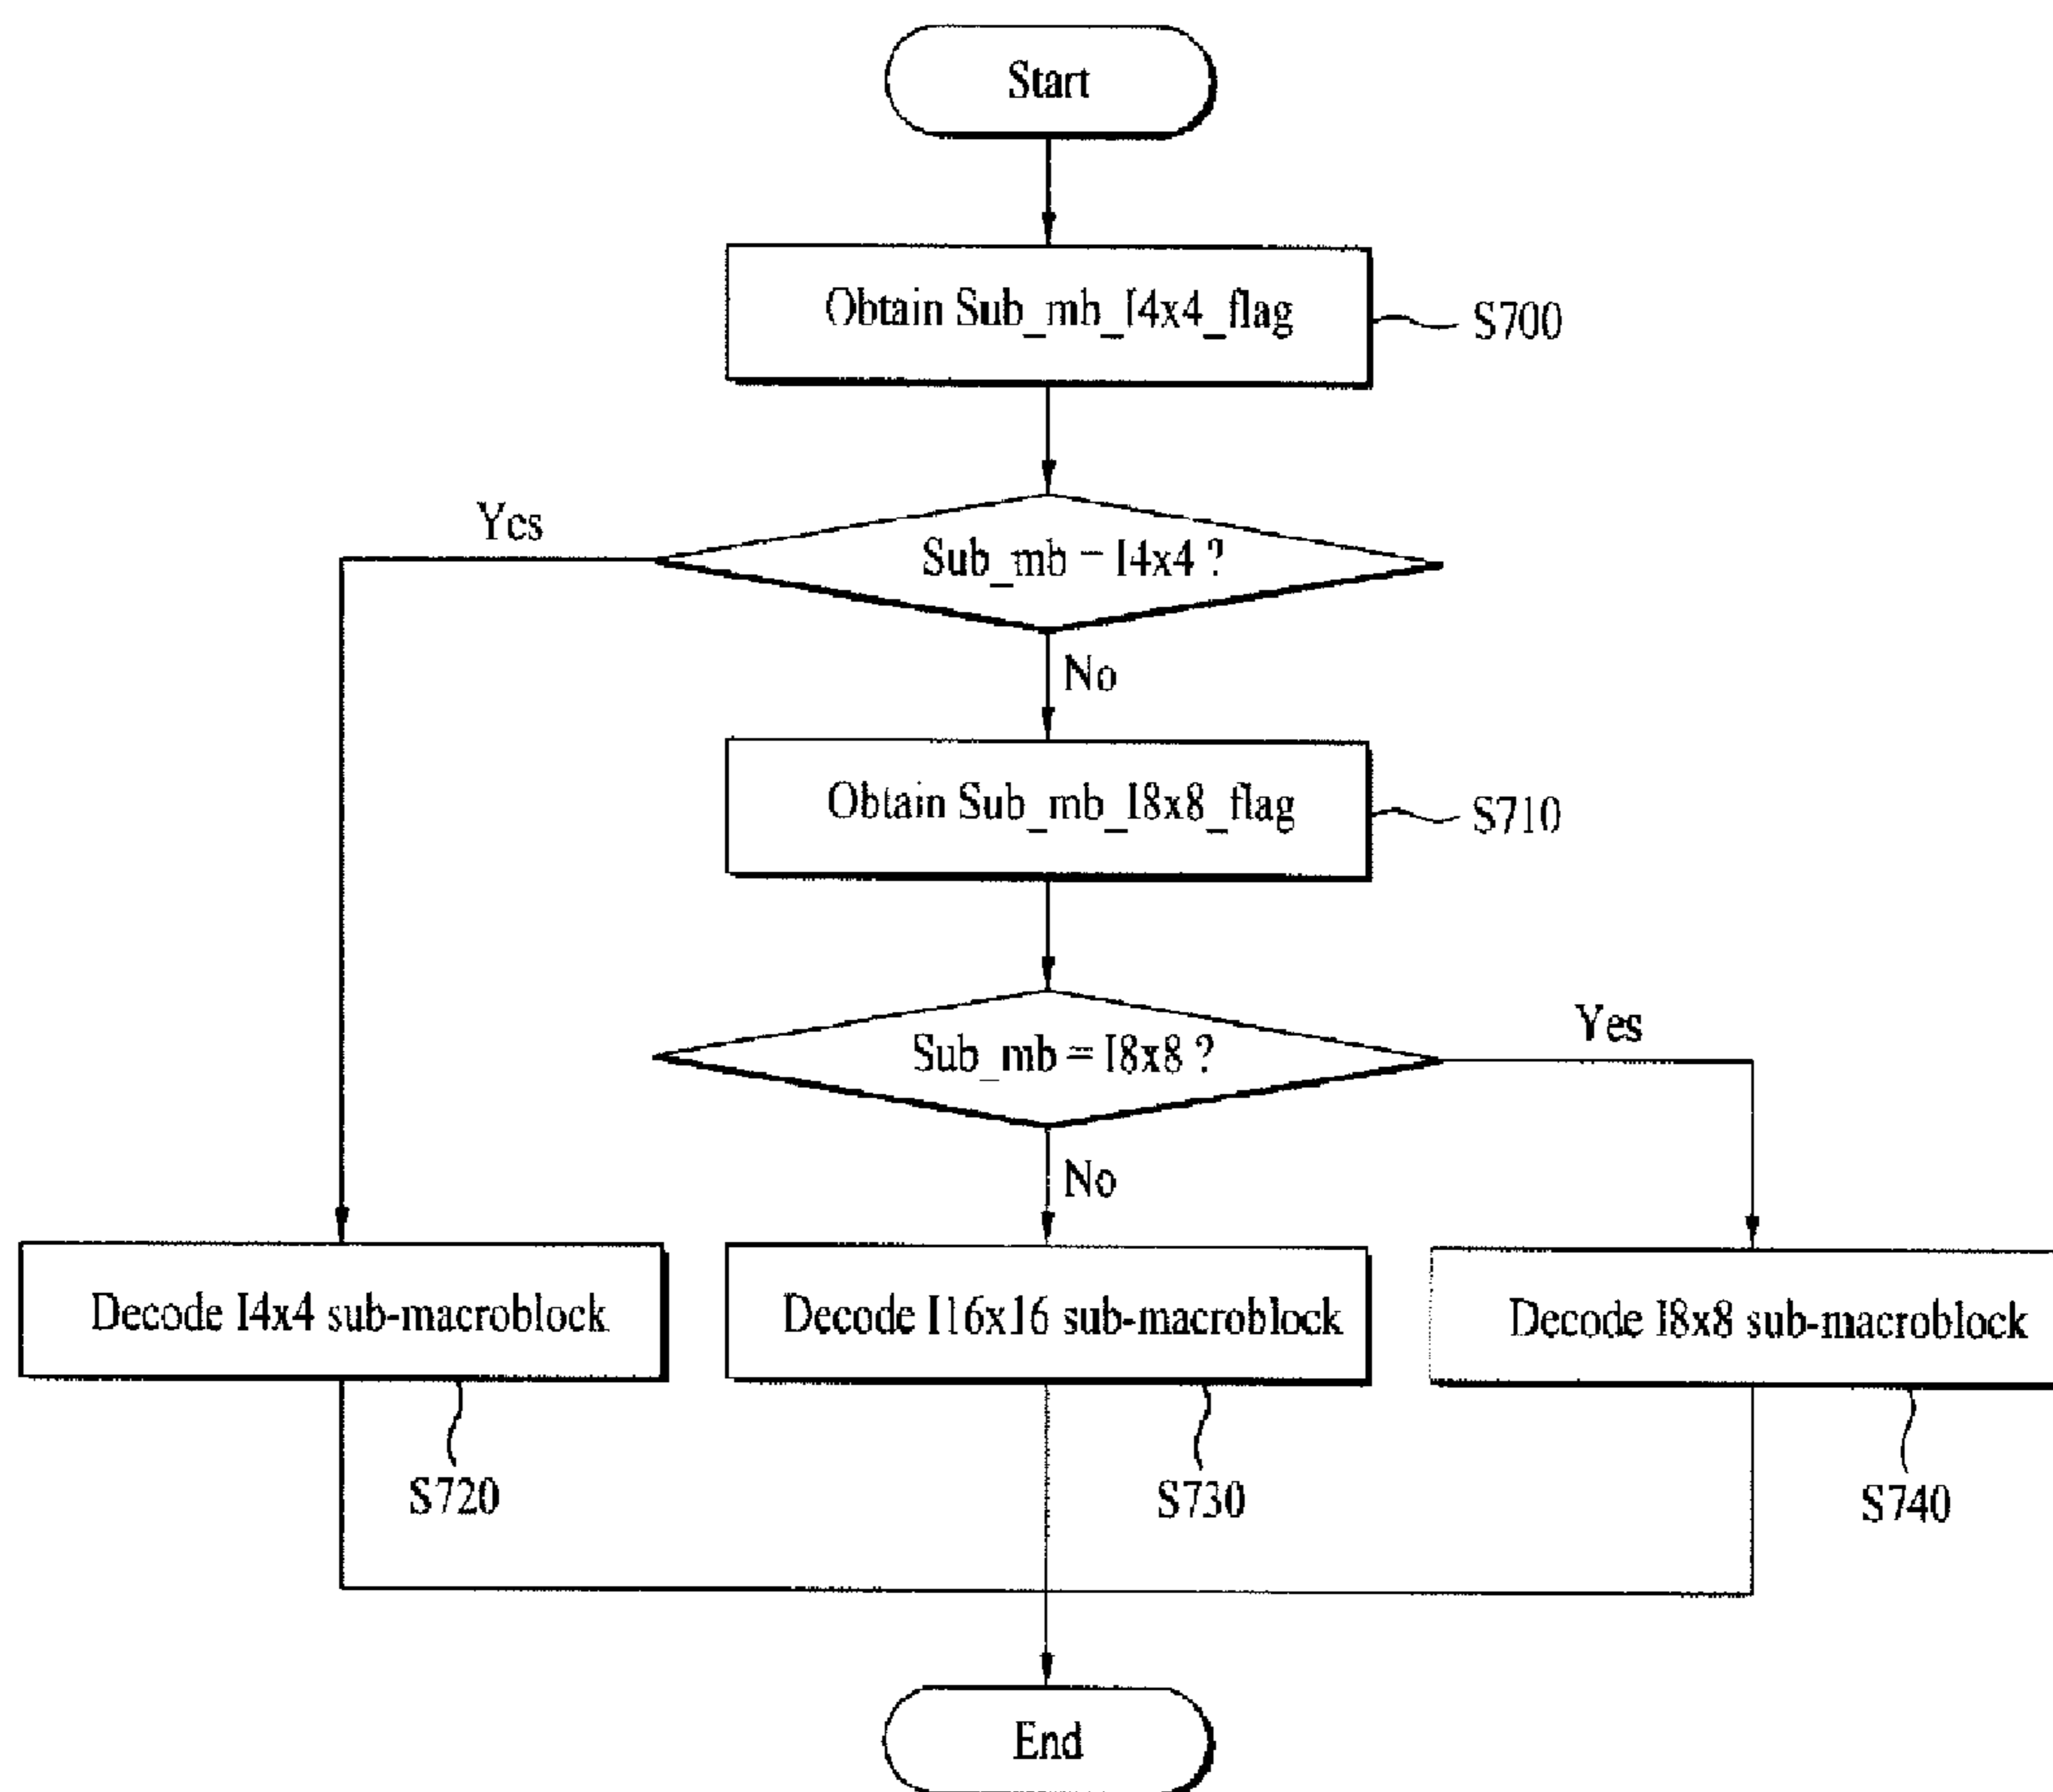 Start
Obtain Sub_mb_I4x4_flag
S700
Sub_mb = I4x4 ?
Yes
No
Obtain Sub_mb_I8x8_flag
S710
Sub_mb = I8x8 ?
Yes
No
Decode I4x4 sub-macroblock
Decode I16x16 sub-macroblock
Decode I8x8 sub-macroblock
S720
S730
S740
End